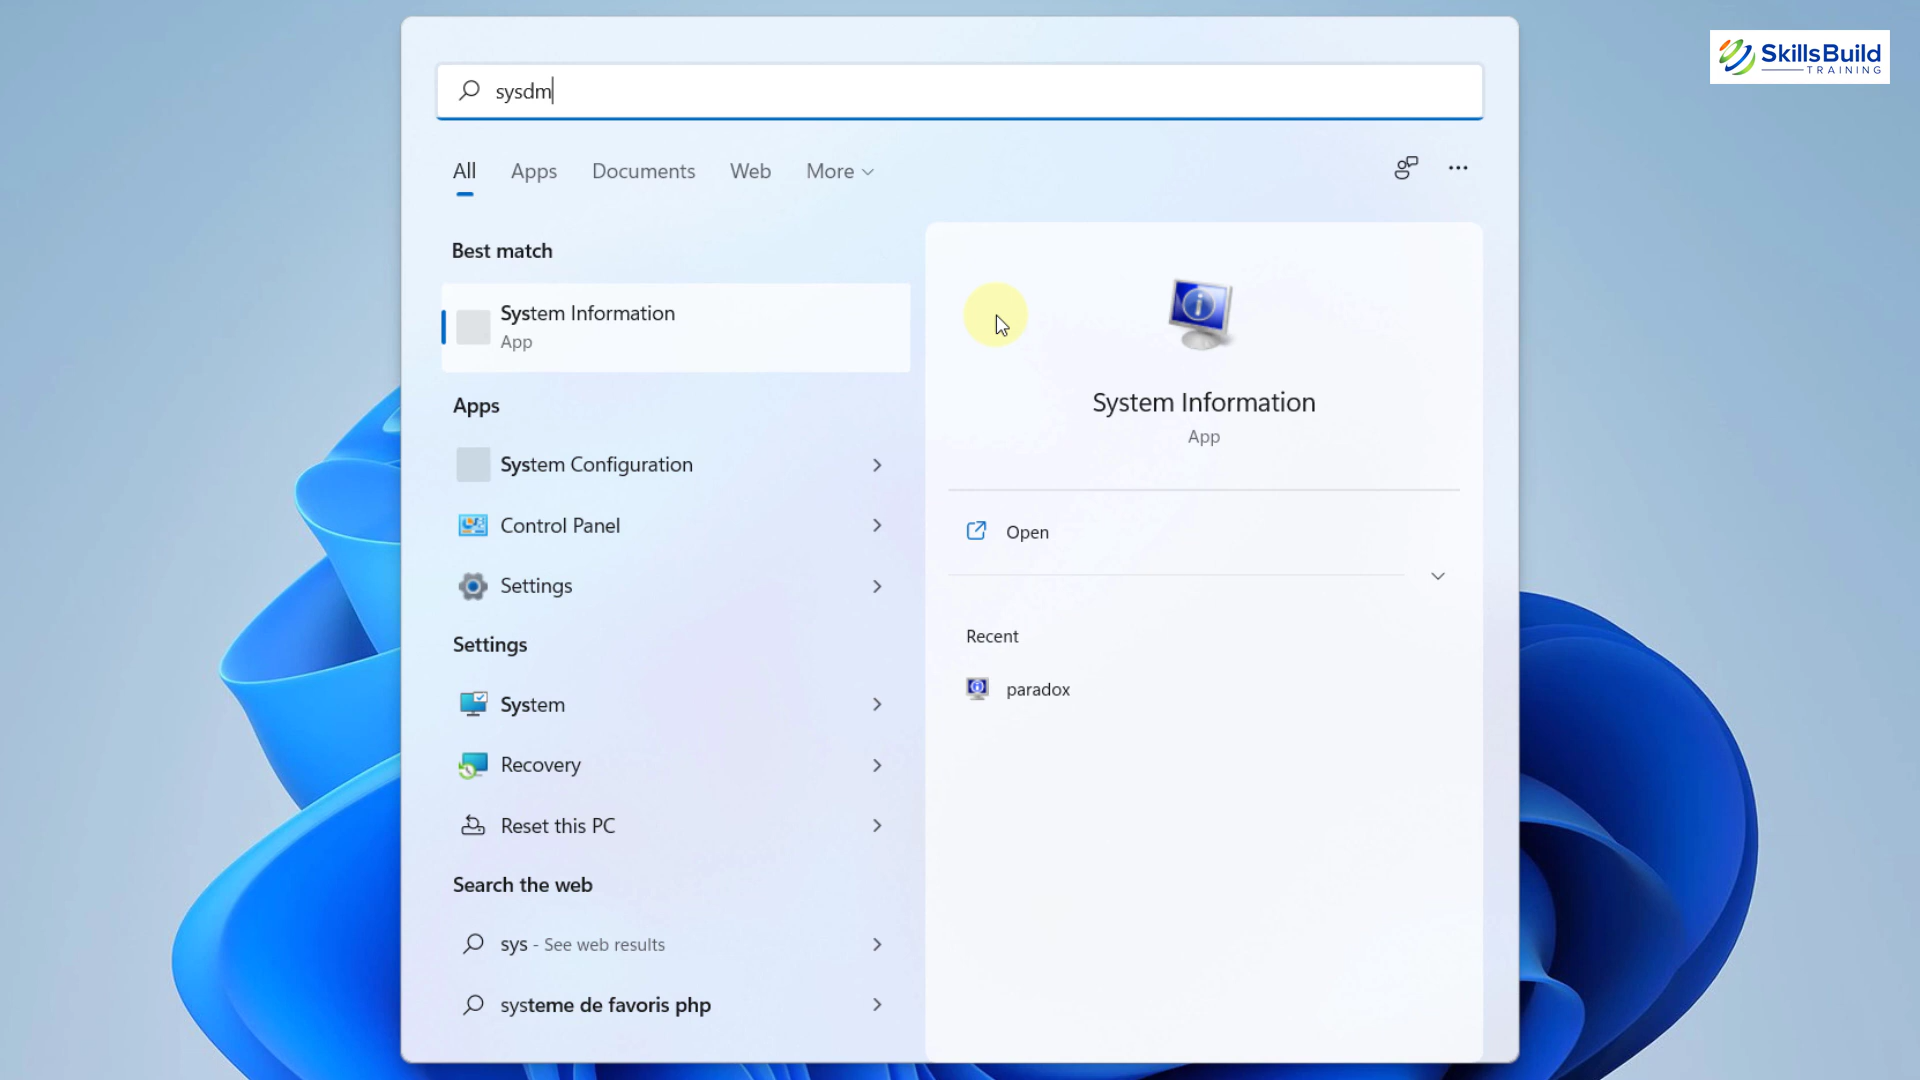 SkillsBuild
TRAINING
sysdm
All Apps Documents Web More
Best match
System Information
App
Apps
System Configuration
Control Panel
Settings
Settings
System
Recovery
Reset this PC
Search the web
sys - See web results
systeme de favoris php
System Information
App
Open
Recent
paradox